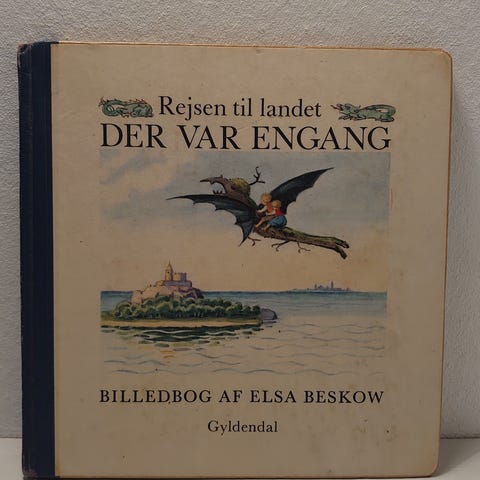 Rejsen til landet
DER VAR ENGANG
BILLEDBOG AF ELSA BESKOW
Gyldendal